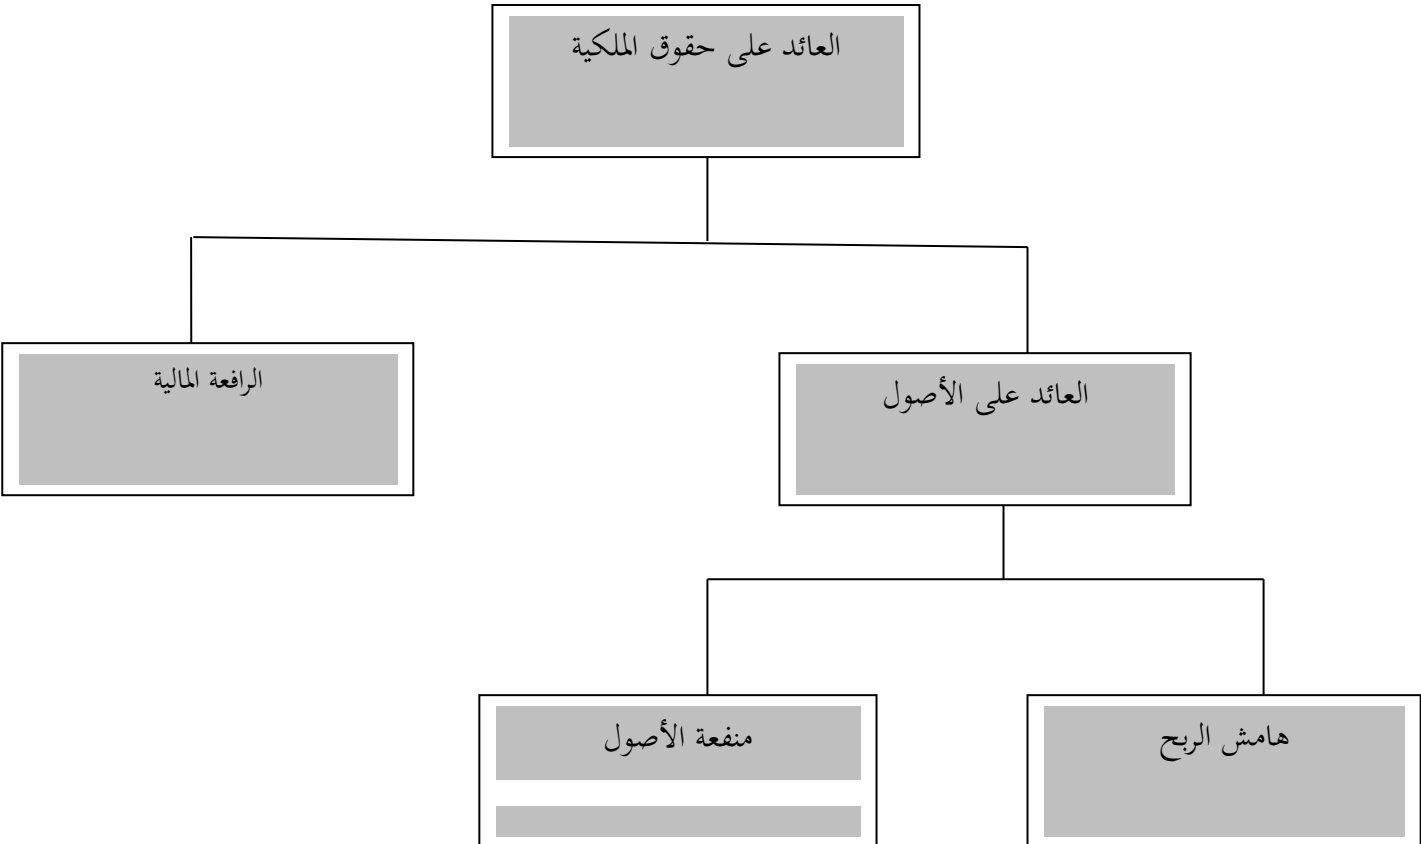 العائد على حقوق الملكية
العائد على الأصول
الرافعة المالية
هامش الربح
منفعة الأصول